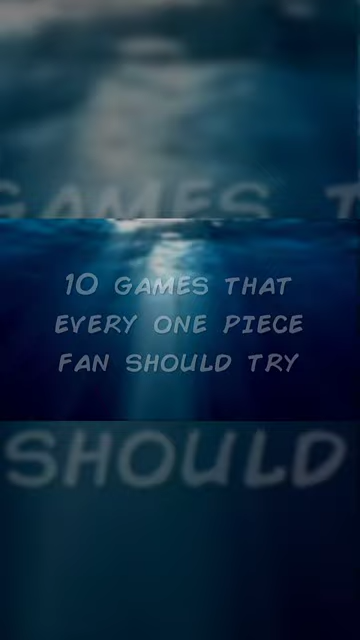 GAMES T
10 GAMES THAT
EVERY ONE PIECE
FAN SHOULD TRY
SHOULD